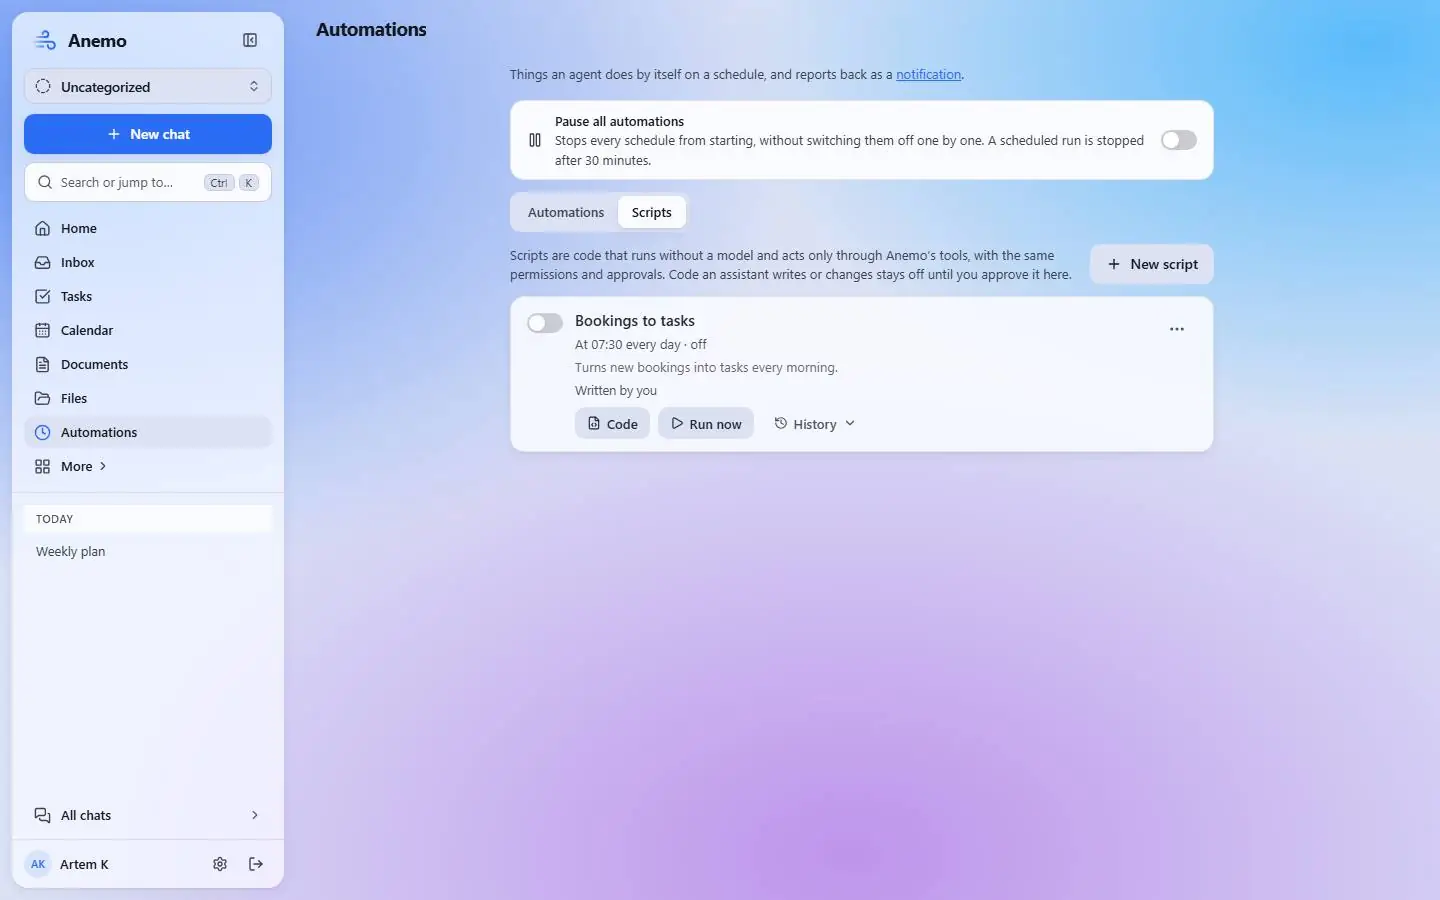 Anemo
Uncategorized
New chat
Search or jump to...
Ctrl K
Home
Inbox
Tasks
Calendar
Documents
Files
Automations
More
TODAY
Weekly plan
All chats
AK
Artem K
Automations
Things an agent does by itself on a schedule, and reports back as a notification.
Pause all automations
Stops every schedule from starting, without switching them off one by one. A scheduled run is stopped
after 30 minutes.
Automations
Scripts
Scripts are code that runs without a model and acts only through Anemo's tools, with the same
permissions and approvals. Code an assistant writes or changes stays off until you approve it here.
New script
Bookings to tasks
At 07:30 every day · off
Turns new bookings into tasks every morning.
Written by you
Code
Run now
History